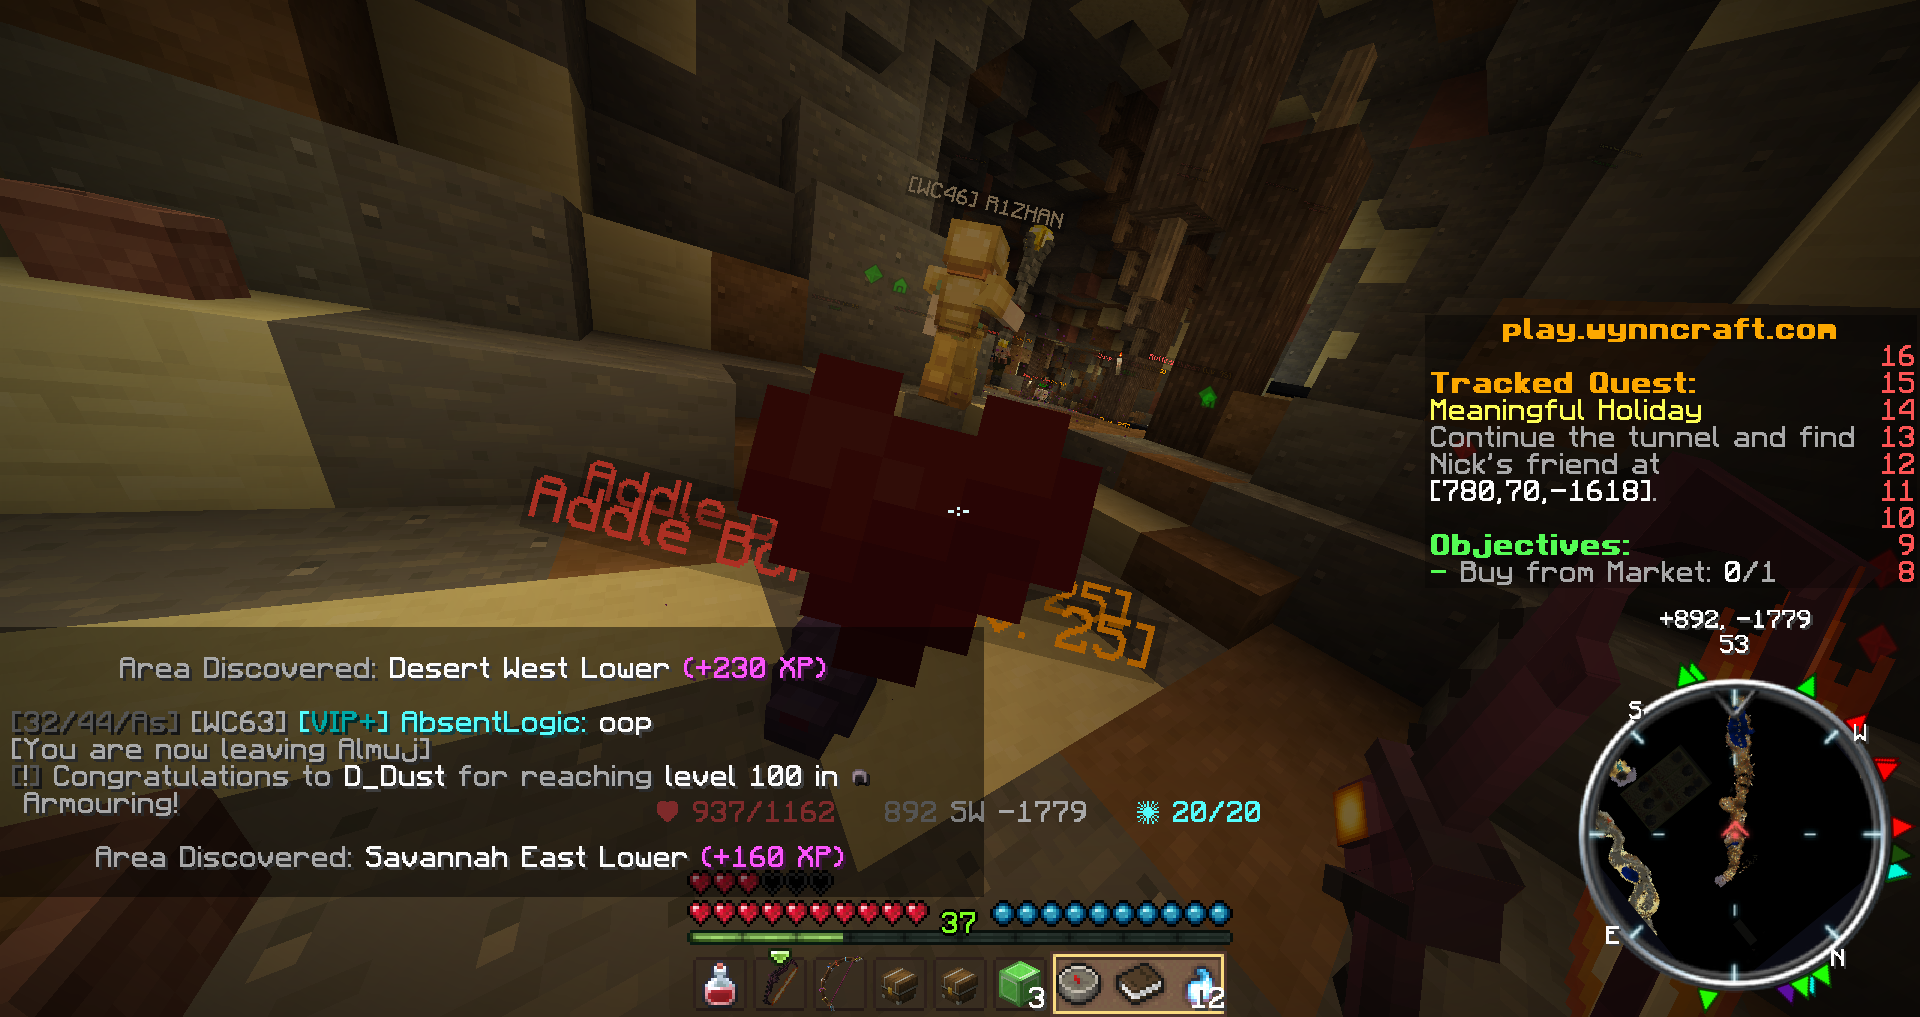 [WC46] R1ZHAN
play.wynncraft.com
16
Tracked Quest: 15
Meaningful Holiday 14
Continue the tunnel and find 13
Nick's friend at 12
[780,70,-1618]. 11
10
Objectives: 9
- Buy from Market: 0/1 8
Addle
Addle
25]
+892, -1779
53
S
W
E
N
Area Discovered: Desert West Lower (+230 XP)
[32/44/As] [WC63] [VIP+] AbsentLogic: oop
[You are now leaving Almuj]
[!] Congratulations to D_Dust for reaching level 100 in
Armouring!
937/1162 892 SW -1779 20/20
Area Discovered: Savannah East Lower (+160 XP)
37
3
12